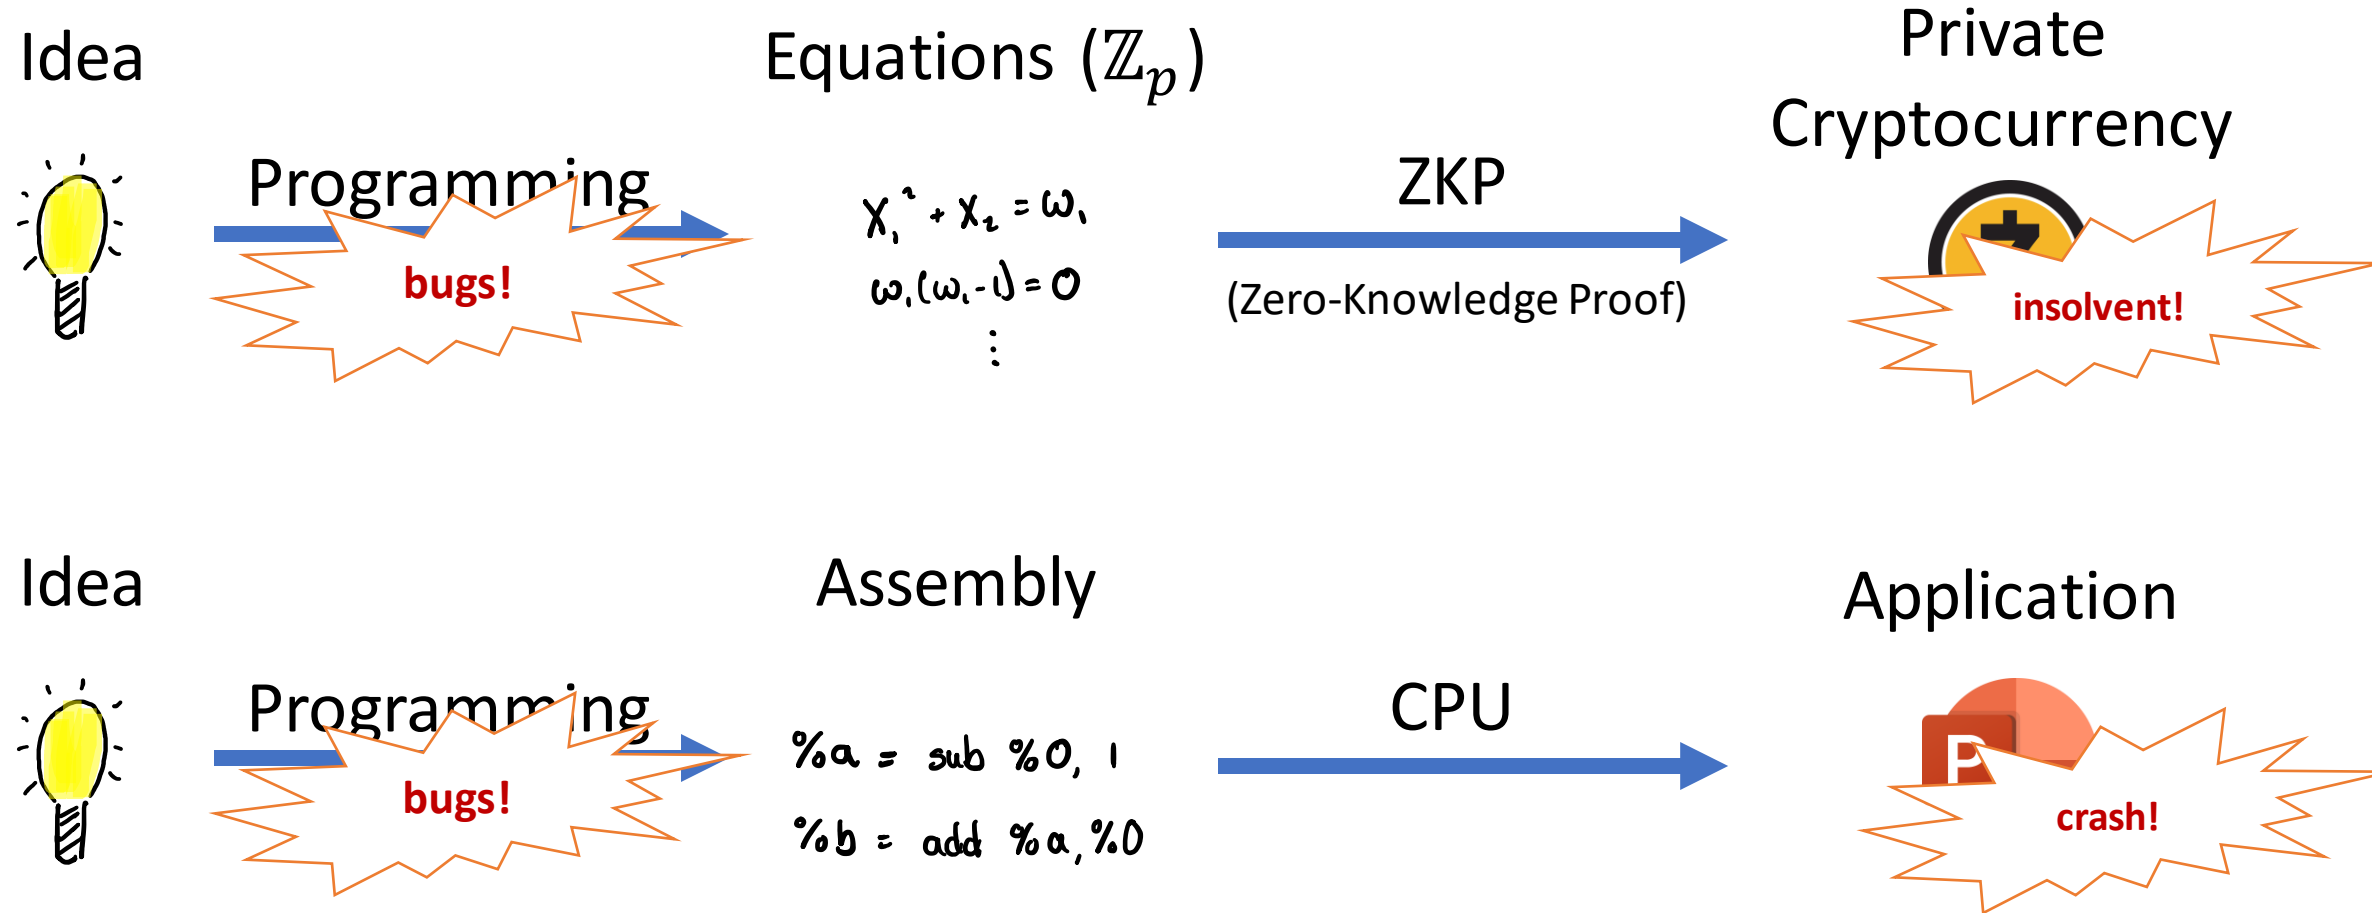 Idea
Programming
bugs!
Equations (ℤₚ)
x₁² + x₂ = ω₁
ω₁(ω₁-1) = 0
⋮
ZKP
(Zero-Knowledge Proof)
Private
Cryptocurrency
insolvent!
Idea
Programming
bugs!
Assembly
%a = sub %0, 1
%b = add %a, %0
CPU
Application
P
crash!